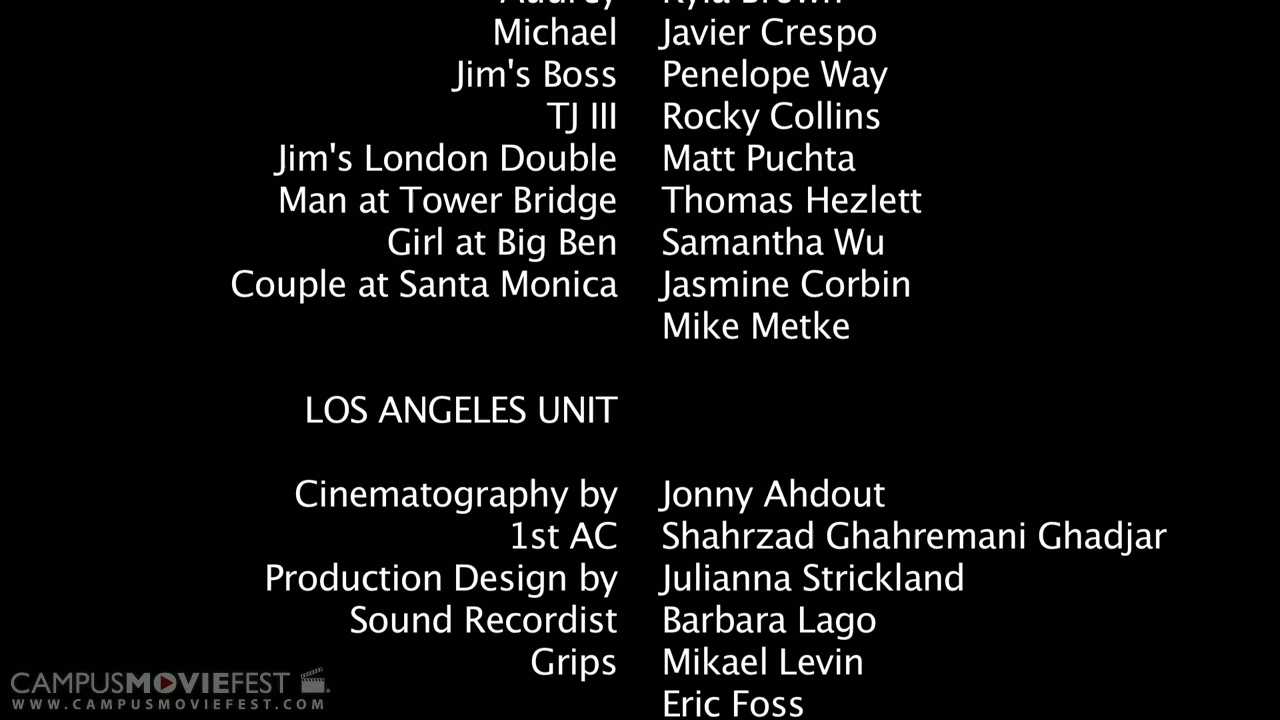 Audrey Kyla Brown
Michael Javier Crespo
Jim's Boss Penelope Way
TJ III Rocky Collins
Jim's London Double Matt Puchta
Man at Tower Bridge Thomas Hezlett
Girl at Big Ben Samantha Wu
Couple at Santa Monica Jasmine Corbin
Mike Metke
LOS ANGELES UNIT
Cinematography by Jonny Ahdout
1st AC Shahrzad Ghahremani Ghadjar
Production Design by Julianna Strickland
Sound Recordist Barbara Lago
Grips Mikael Levin
Eric Foss
CAMPUSMOVIEFEST
WWW.CAMPUSMOVIEFEST.COM